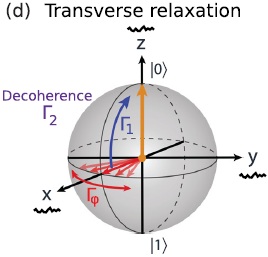 (d) Transverse relaxation
z
|0⟩
Decoherence
Γ₂
Γ₁
y
x
Γφ
|1⟩